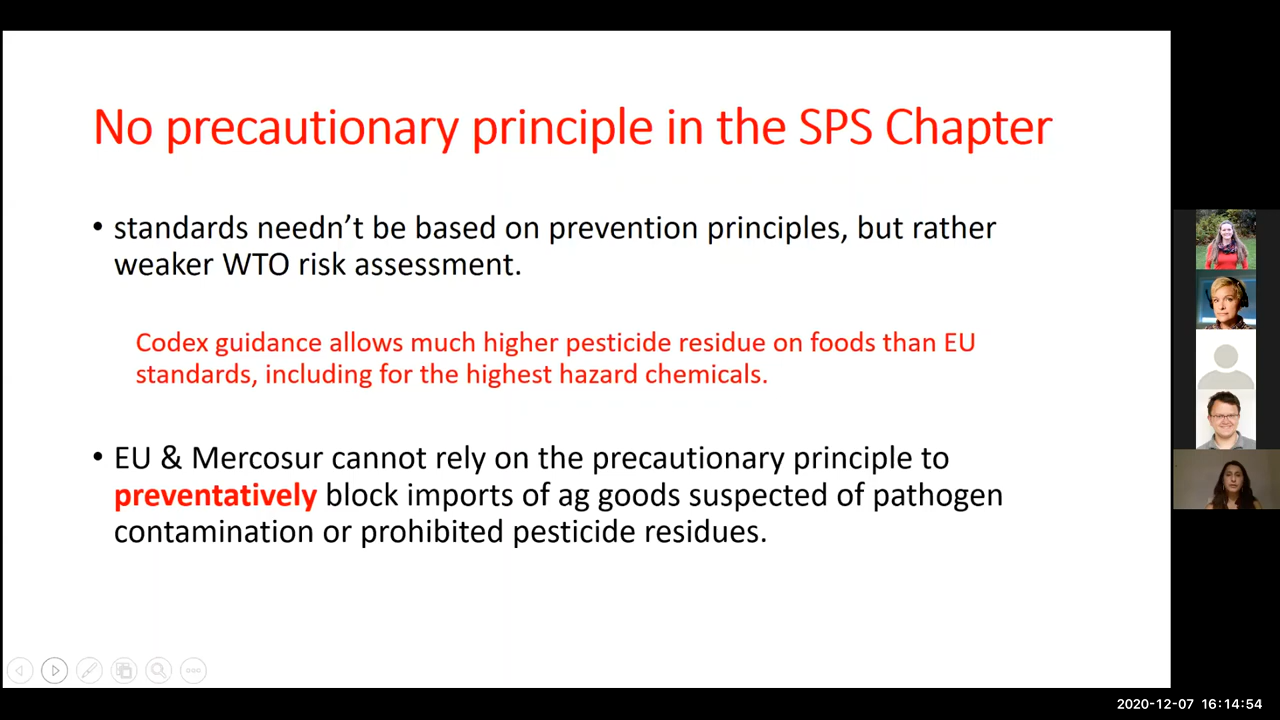 No precautionary principle in the SPS Chapter
• standards needn’t be based on prevention principles, but rather
weaker WTO risk assessment.
Codex guidance allows much higher pesticide residue on foods than EU
standards, including for the highest hazard chemicals.
• EU & Mercosur cannot rely on the precautionary principle to
preventatively block imports of ag goods suspected of pathogen
contamination or prohibited pesticide residues.
2020-12-07 16:14:54